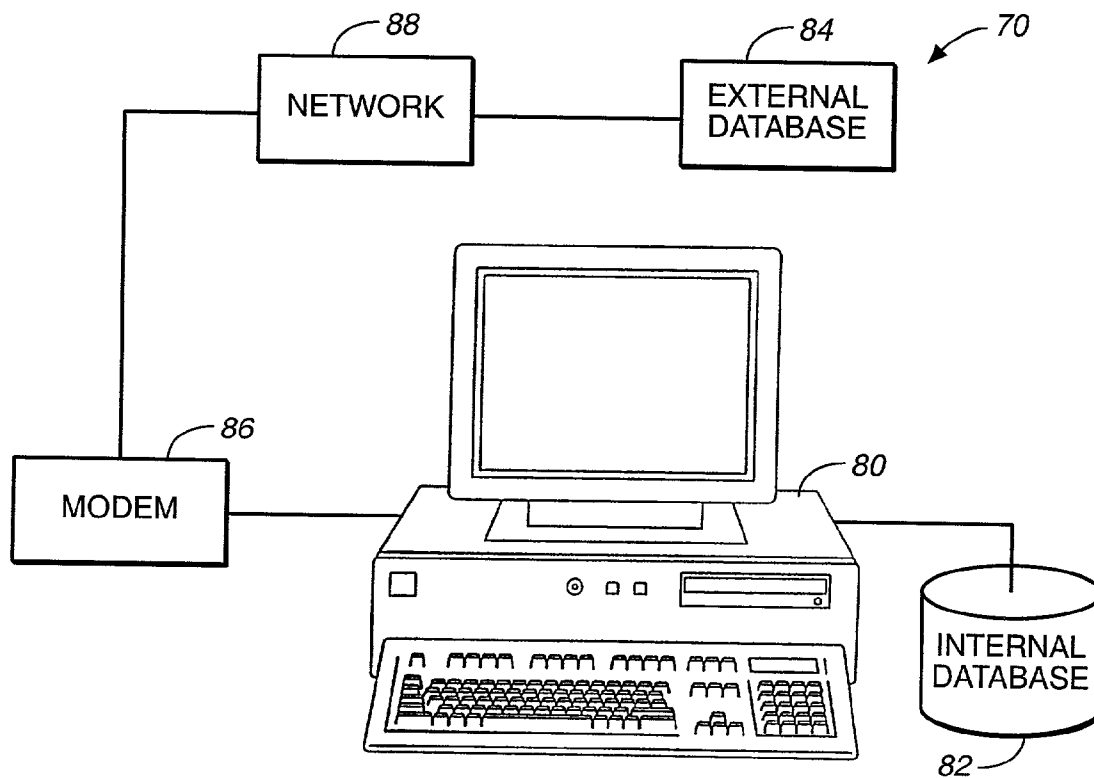 88
84
70
NETWORK
EXTERNAL
DATABASE
86
MODEM
80
INTERNAL
DATABASE
82